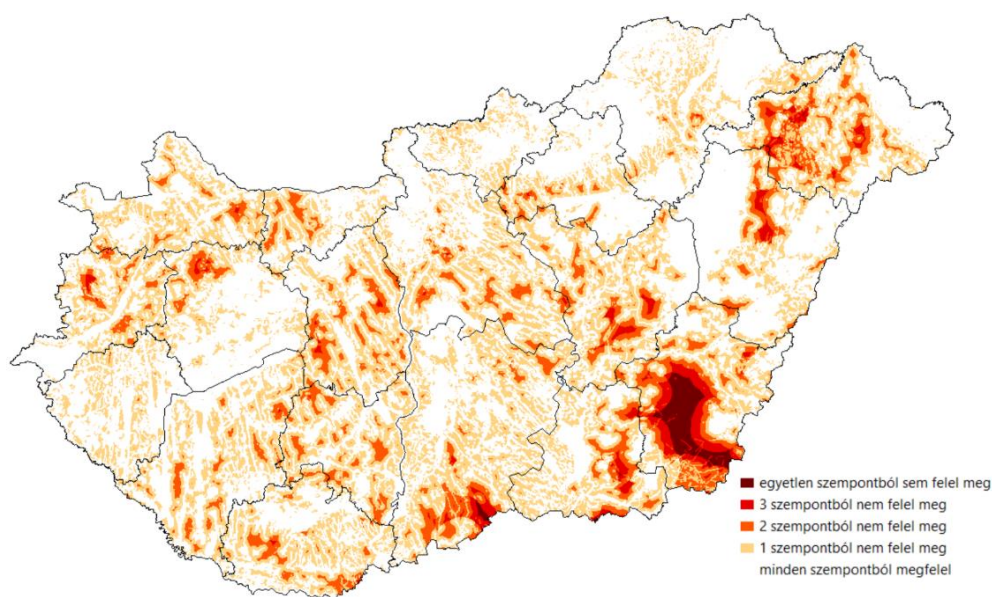 egyetlen szempontból sem felel meg
3 szempontból nem felel meg
2 szempontból nem felel meg
1 szempontból nem felel meg
minden szempontból megfelel